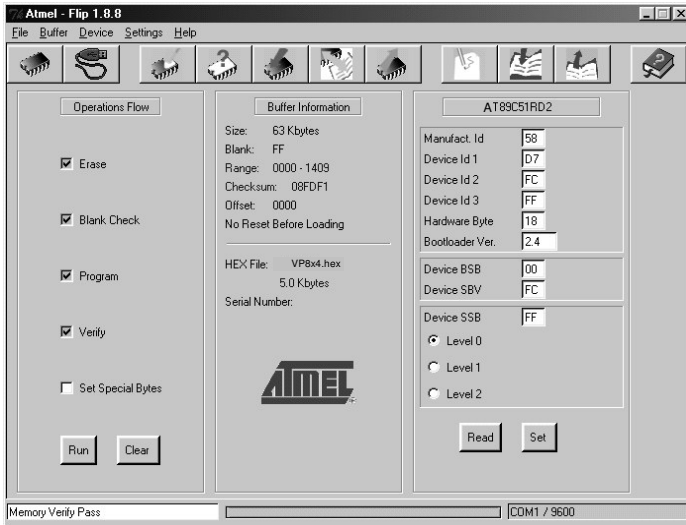 Atmel - Flip 1.8.8
File Buffer Device Settings Help
Operations Flow
Erase
Blank Check
Program
Verify
Set Special Bytes
Run Clear
Buffer Information
Size: 63 Kbytes
Blank: FF
Range: 0000 - 1409
Checksum: 08FDF1
Offset: 0000
No Reset Before Loading
HEX File: VP8x4.hex
5.0 Kbytes
Serial Number:
ATMEL
AT89C51RD2
Manufact. Id 58
Device Id 1 D7
Device Id 2 FC
Device Id 3 FF
Hardware Byte 18
Bootloader Ver. 2.4
Device BSB 00
Device SBV FC
Device SSB FF
Level 0
Level 1
Level 2
Read Set
Memory Verify Pass
COM1 / 9600